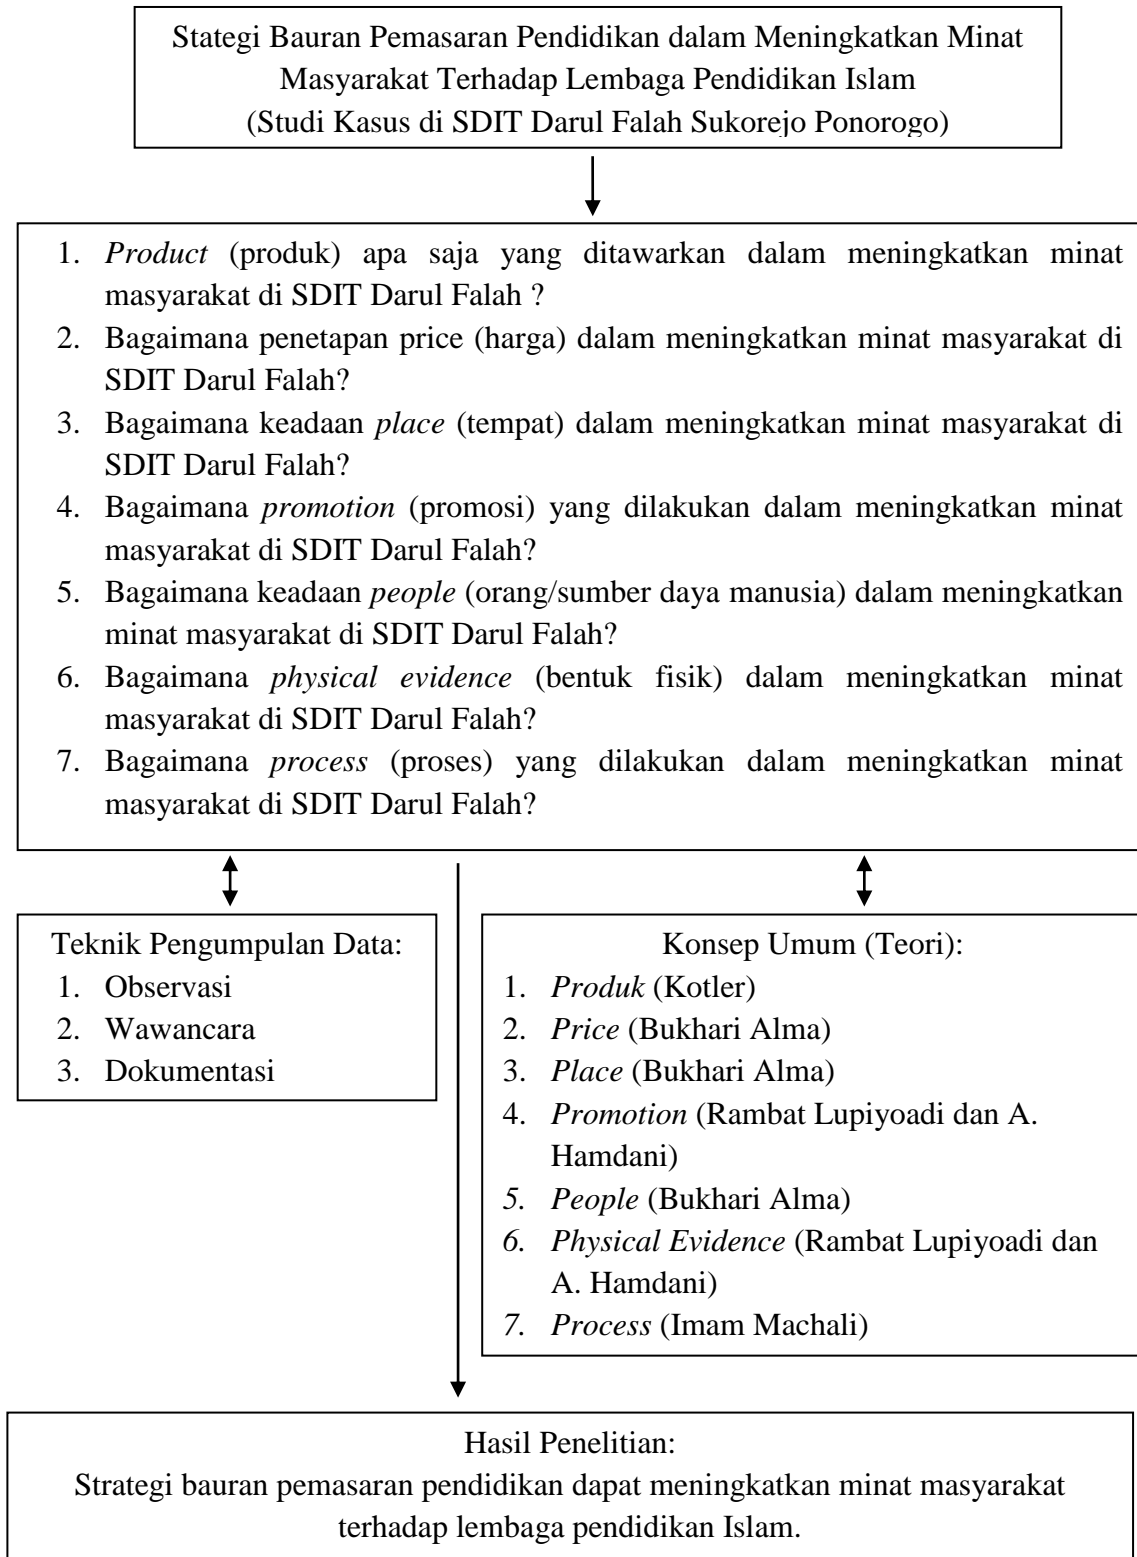 Stategi Bauran Pemasaran Pendidikan dalam Meningkatkan Minat
Masyarakat Terhadap Lembaga Pendidikan Islam
(Studi Kasus di SDIT Darul Falah Sukorejo Ponorogo)
1. Product (produk) apa saja yang ditawarkan dalam meningkatkan minat
masyarakat di SDIT Darul Falah ?
2. Bagaimana penetapan price (harga) dalam meningkatkan minat masyarakat di
SDIT Darul Falah?
3. Bagaimana keadaan place (tempat) dalam meningkatkan minat masyarakat di
SDIT Darul Falah?
4. Bagaimana promotion (promosi) yang dilakukan dalam meningkatkan minat
masyarakat di SDIT Darul Falah?
5. Bagaimana keadaan people (orang/sumber daya manusia) dalam meningkatkan
minat masyarakat di SDIT Darul Falah?
6. Bagaimana physical evidence (bentuk fisik) dalam meningkatkan minat
masyarakat di SDIT Darul Falah?
7. Bagaimana process (proses) yang dilakukan dalam meningkatkan minat
masyarakat di SDIT Darul Falah?
Teknik Pengumpulan Data:
1. Observasi
2. Wawancara
3. Dokumentasi
Konsep Umum (Teori):
1. Produk (Kotler)
2. Price (Bukhari Alma)
3. Place (Bukhari Alma)
4. Promotion (Rambat Lupiyoadi dan A.
Hamdani)
5. People (Bukhari Alma)
6. Physical Evidence (Rambat Lupiyoadi dan
A. Hamdani)
7. Process (Imam Machali)
Hasil Penelitian:
Strategi bauran pemasaran pendidikan dapat meningkatkan minat masyarakat
terhadap lembaga pendidikan Islam.